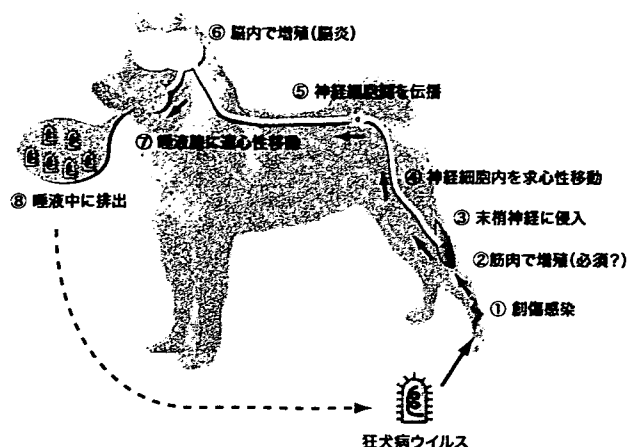 ⑥ 脳内で増殖(脳炎)
⑤ 神経細胞間を伝播
⑦ 唾液腺に遠心性移動
④ 神経細胞内を求心性移動
⑧ 唾液中に排出
③ 末梢神経に侵入
②筋肉で増殖(必須?)
① 創傷感染
狂犬病ウイルス